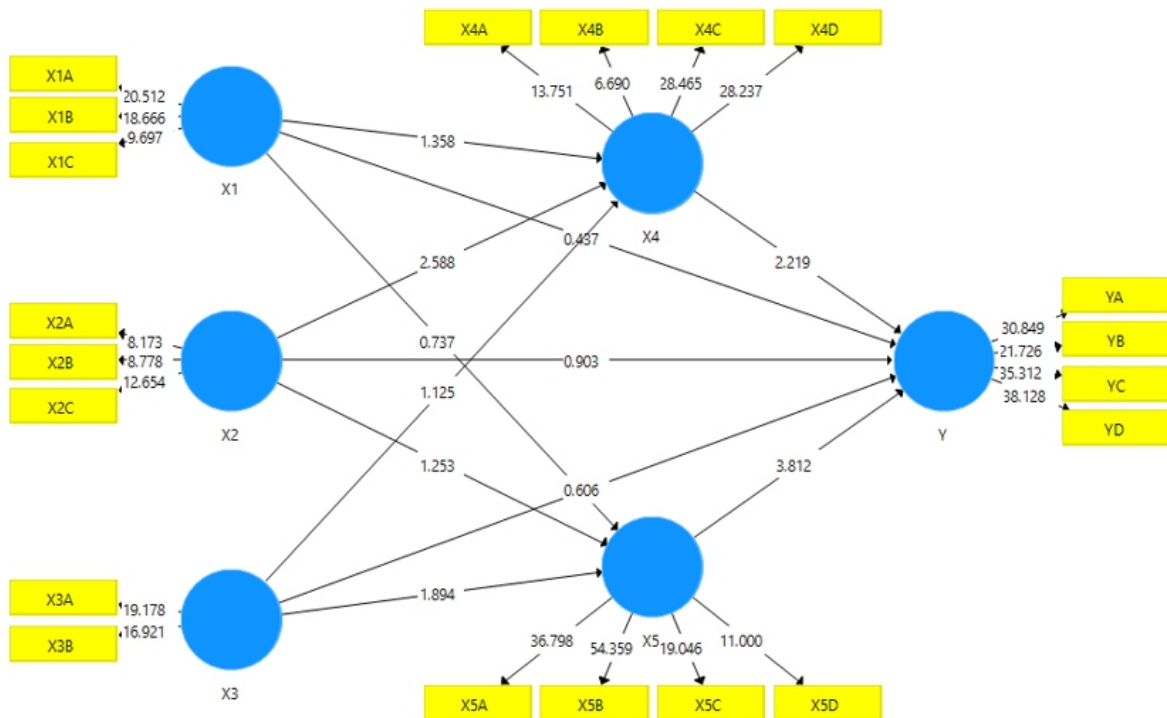 X4A
X4B
X4C
X4D
13.751
6.690
28.465
28.237
X1A
X1B
X1C
20.512
18.666
9.697
X1
1.358
X4
0.437
2.588
2.219
X2A
X2B
X2C
8.173
8.778
12.654
X2
0.737
0.903
1.125
YA
YB
YC
YD
30.849
21.726
35.312
38.128
Y
1.253
0.606
3.812
X3A
X3B
19.178
16.921
X3
1.894
X5
36.798
54.359
19.046
11.000
X5A
X5B
X5C
X5D